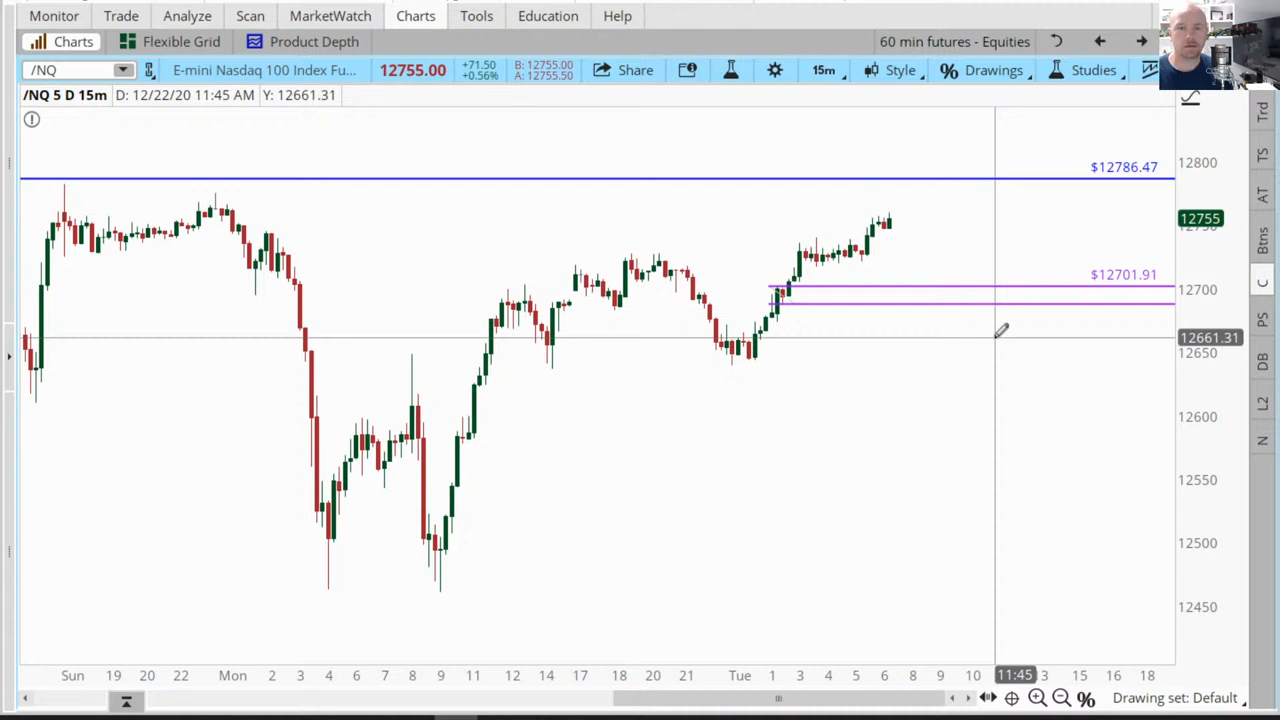 Monitor Trade Analyze Scan MarketWatch Charts Tools Education Help
Charts Flexible Grid Product Depth 60 min futures - Equities
/NQ E-mini Nasdaq 100 Index Fu... 12755.00 +71.50 +0.56% B: 12755.00 A: 12755.50 Share 15m Style % Drawings Studies
/NQ 5 D 15m D: 12/22/20 11:45 AM Y: 12661.31
Trd
TS
AT
Btns
C
PS
DB
L2
N
$12786.47
$12701.91
12800
12755
12700
12661.31
12650
12600
12550
12500
12450
Sun 19 20 22 Mon 2 3 4 6 7 8 9 11 12 14 15 17 18 20 21 Tue 1 3 4 5 6 8 9 10 11:45 3 15 16 18
% Drawing set: Default